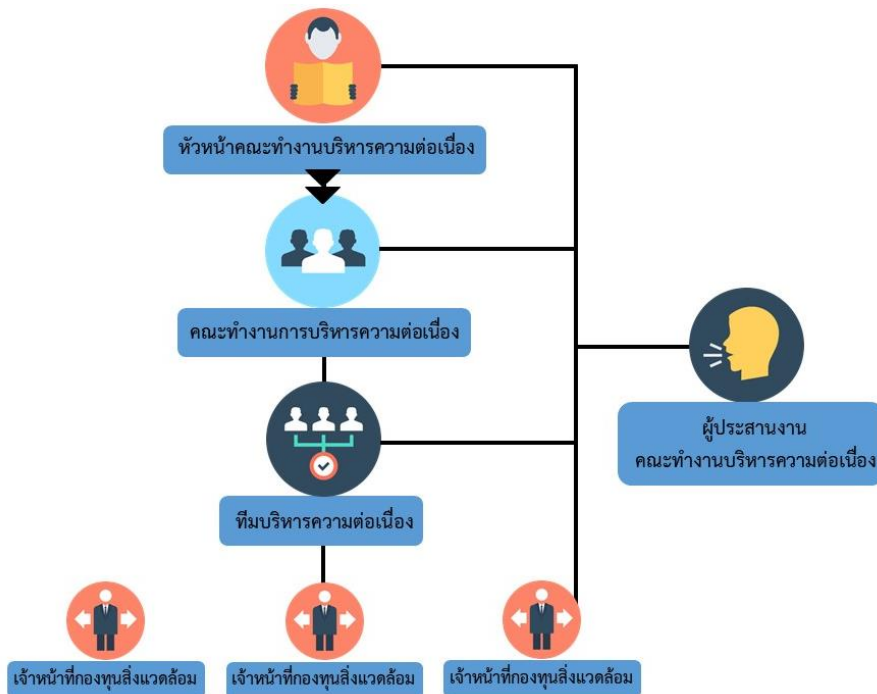 หัวหน้าคณะทำงานบริหารความต่อเนื่อง
คณะทำงานการบริหารความต่อเนื่อง
ผู้ประสานงาน
คณะทำงานบริหารความต่อเนื่อง
ทีมบริหารความต่อเนื่อง
เจ้าหน้าที่กองทุนสิ่งแวดล้อม
เจ้าหน้าที่กองทุนสิ่งแวดล้อม
เจ้าหน้าที่กองทุนสิ่งแวดล้อม